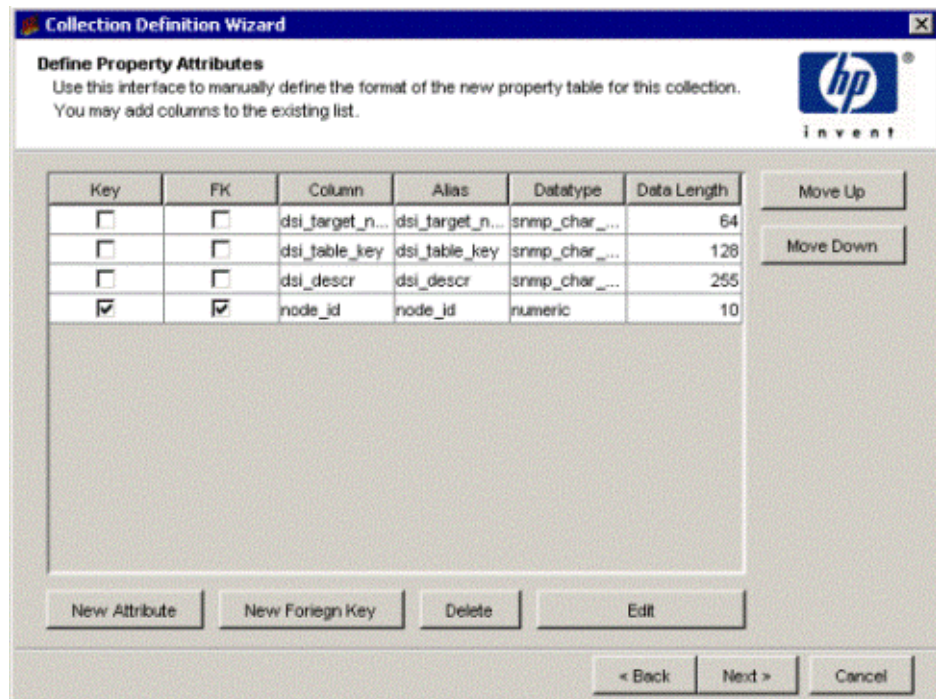 Collection Definition Wizard
Define Property Attributes
Use this interface to manually define the format of the new property table for this collection.
You may add columns to the existing list.
hp ®
invent
Key FK Column Alias Datatype Data Length
dsi_target_n... dsi_target_n... snmp_char_... 64
dsi_table_key dsi_table_key snmp_char_... 128
dsi_descr dsi_descr snmp_char_... 255
node_id node_id numeric 10
Move Up
Move Down
New Attribute New Foriegn Key Delete Edit
< Back Next > Cancel